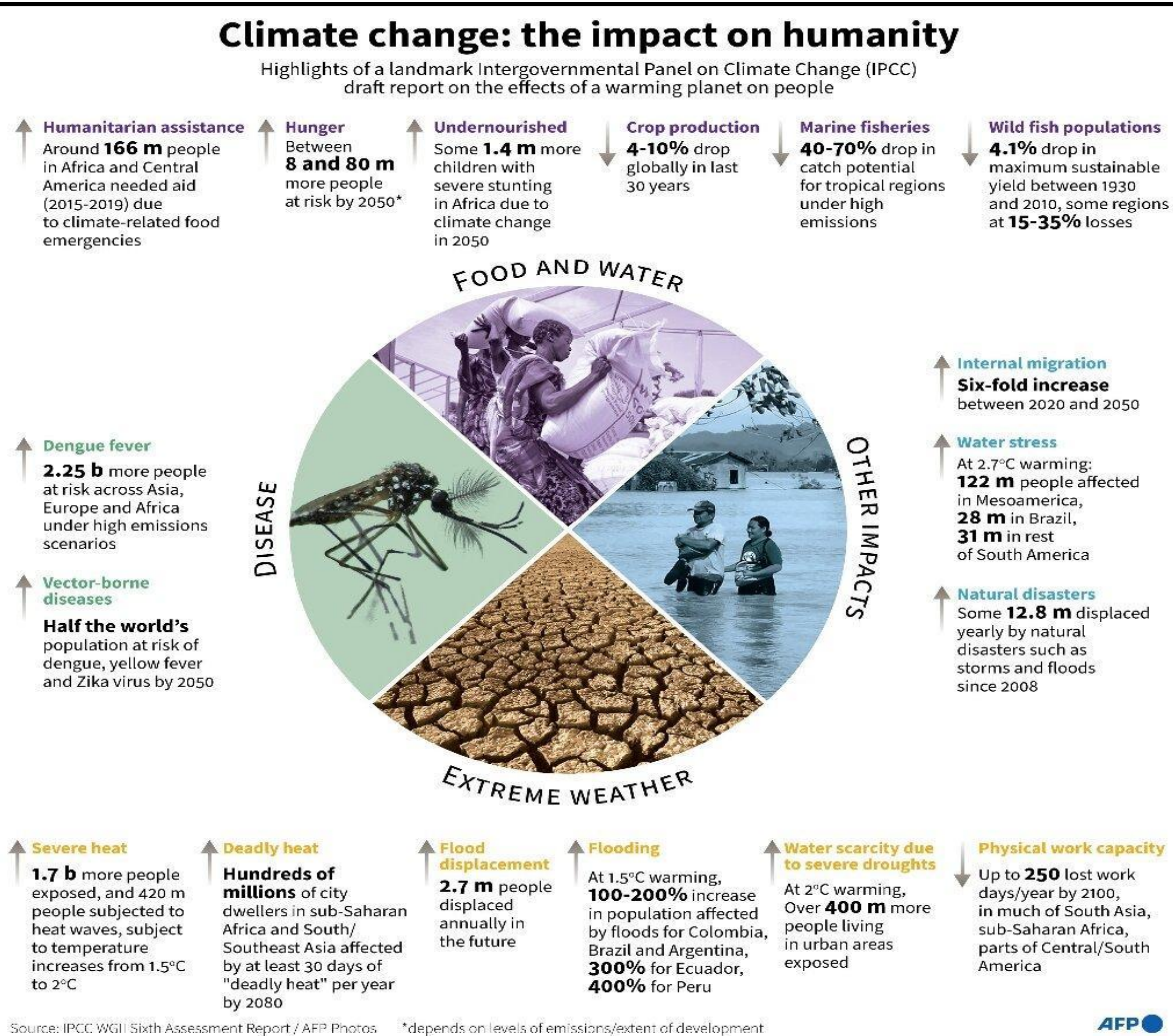 Climate change: the impact on humanity
Highlights of a landmark Intergovernmental Panel on Climate Change (IPCC)
draft report on the effects of a warming planet on people
Humanitarian assistance
Around 166 m people
in Africa and Central
America needed aid
(2015-2019) due
to climate-related food
emergencies
Hunger
Between
8 and 80 m
more people
at risk by 2050*
Undernourished
Some 1.4 m more
children with
severe stunting
in Africa due to
climate change
in 2050
Crop production
4-10% drop
globally in last
30 years
Marine fisheries
40-70% drop in
catch potential
for tropical regions
under high
emissions
Wild fish populations
4.1% drop in
maximum sustainable
yield between 1930
and 2010, some regions
at 15-35% losses
FOOD AND WATER
Dengue fever
2.25 b more people
at risk across Asia,
Europe and Africa
under high emissions
scenarios
Vector-borne
diseases
Half the world's
population at risk of
dengue, yellow fever
and Zika virus by 2050
DISEASE
OTHER IMPACTS
Internal migration
Six-fold increase
between 2020 and 2050
Water stress
At 2.7°C warming:
122 m people affected
in Mesoamerica,
28 m in Brazil,
31 m in rest
of South America
Natural disasters
Some 12.8 m displaced
yearly by natural
disasters such as
storms and floods
since 2008
EXTREME WEATHER
Severe heat
1.7 b more people
exposed, and 420 m
people subjected to
heat waves, subject
to temperature
increases from 1.5°C
to 2°C
Deadly heat
Hundreds of
millions of city
dwellers in sub-Saharan
Africa and South/
Southeast Asia affected
by at least 30 days of
"deadly heat" per year
by 2080
Flood
displacement
2.7 m people
displaced
annually in
the future
Flooding
At 1.5°C warming,
100-200% increase
in population affected
by floods for Colombia,
Brazil and Argentina,
300% for Ecuador,
400% for Peru
Water scarcity due
to severe droughts
At 2°C warming,
Over 400 m more
people living
in urban areas
exposed
Physical work capacity
Up to 250 lost work
days/year by 2100,
in much of South Asia,
sub-Saharan Africa,
parts of Central/South
America
Source: IPCC WGII Sixth Assessment Report / AFP Photos *depends on levels of emissions/extent of development
AFP